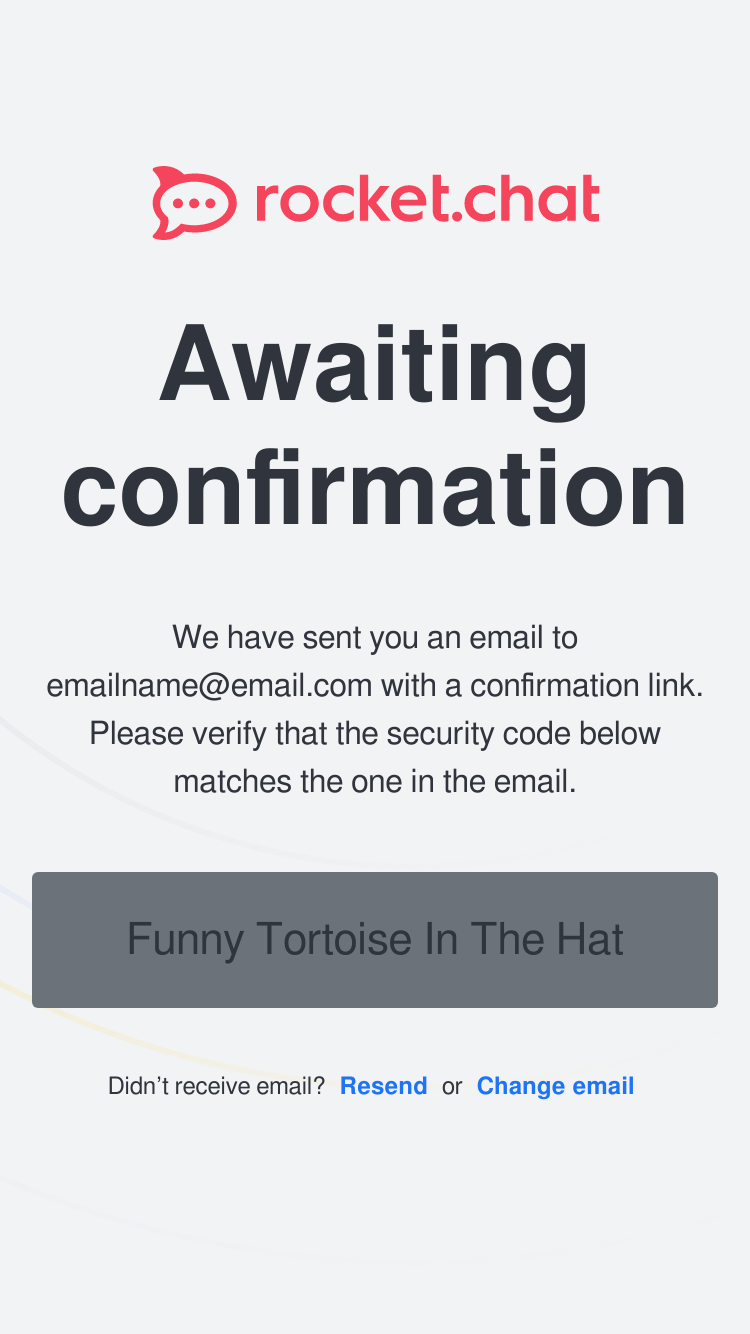 rocket.chat
Awaiting
confirmation
We have sent you an email to
emailname@email.com with a confirmation link.
Please verify that the security code below
matches the one in the email.
Funny Tortoise In The Hat
Didn’t receive email? Resend or Change email